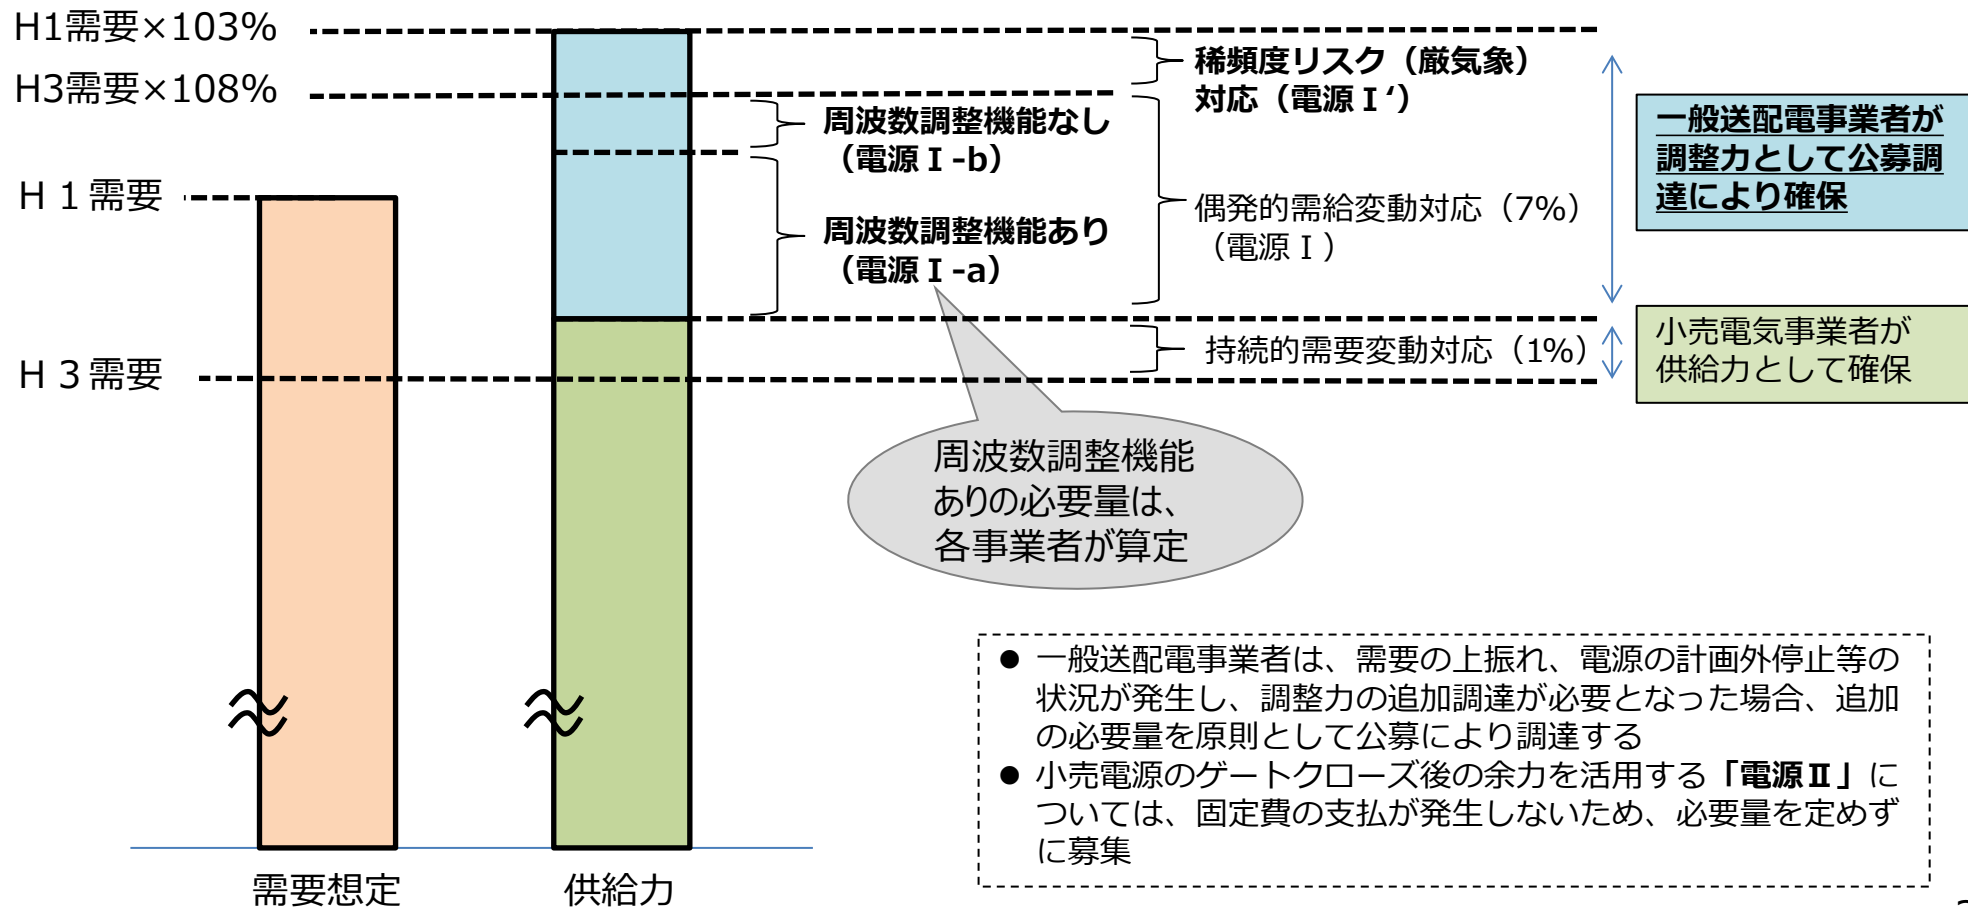 H1需要×103%
H3需要×108%
H１需要
H３需要
稀頻度リスク（厳気象）
対応（電源Ⅰ‘）
周波数調整機能なし
（電源Ⅰ-b）
周波数調整機能あり
（電源Ⅰ-a）
偶発的需給変動対応（7%）
（電源Ⅰ）
持続的需要変動対応（1%）
一般送配電事業者が
調整力として公募調
達により確保
小売電気事業者が
供給力として確保
周波数調整機能
ありの必要量は、
各事業者が算定
● 一般送配電事業者は、需要の上振れ、電源の計画外停止等の
状況が発生し、調整力の追加調達が必要となった場合、追加
の必要量を原則として公募により調達する
● 小売電源のゲートクローズ後の余力を活用する「電源Ⅱ」に
ついては、固定費の支払が発生しないため、必要量を定めず
に募集
需要想定
供給力